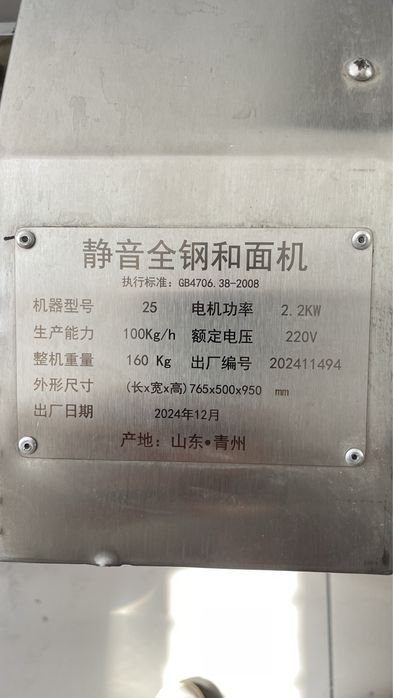 静音全钢和面机
执行标准：GB4706.38-2008
机器型号 25 电机功率 2.2KW
生产能力 100Kg/h 额定电压 220V
整机重量 160 Kg 出厂编号 202411494
外形尺寸 (长x宽x高)765x500x950 mm
出厂日期 2024年12月
产地：山东•青州